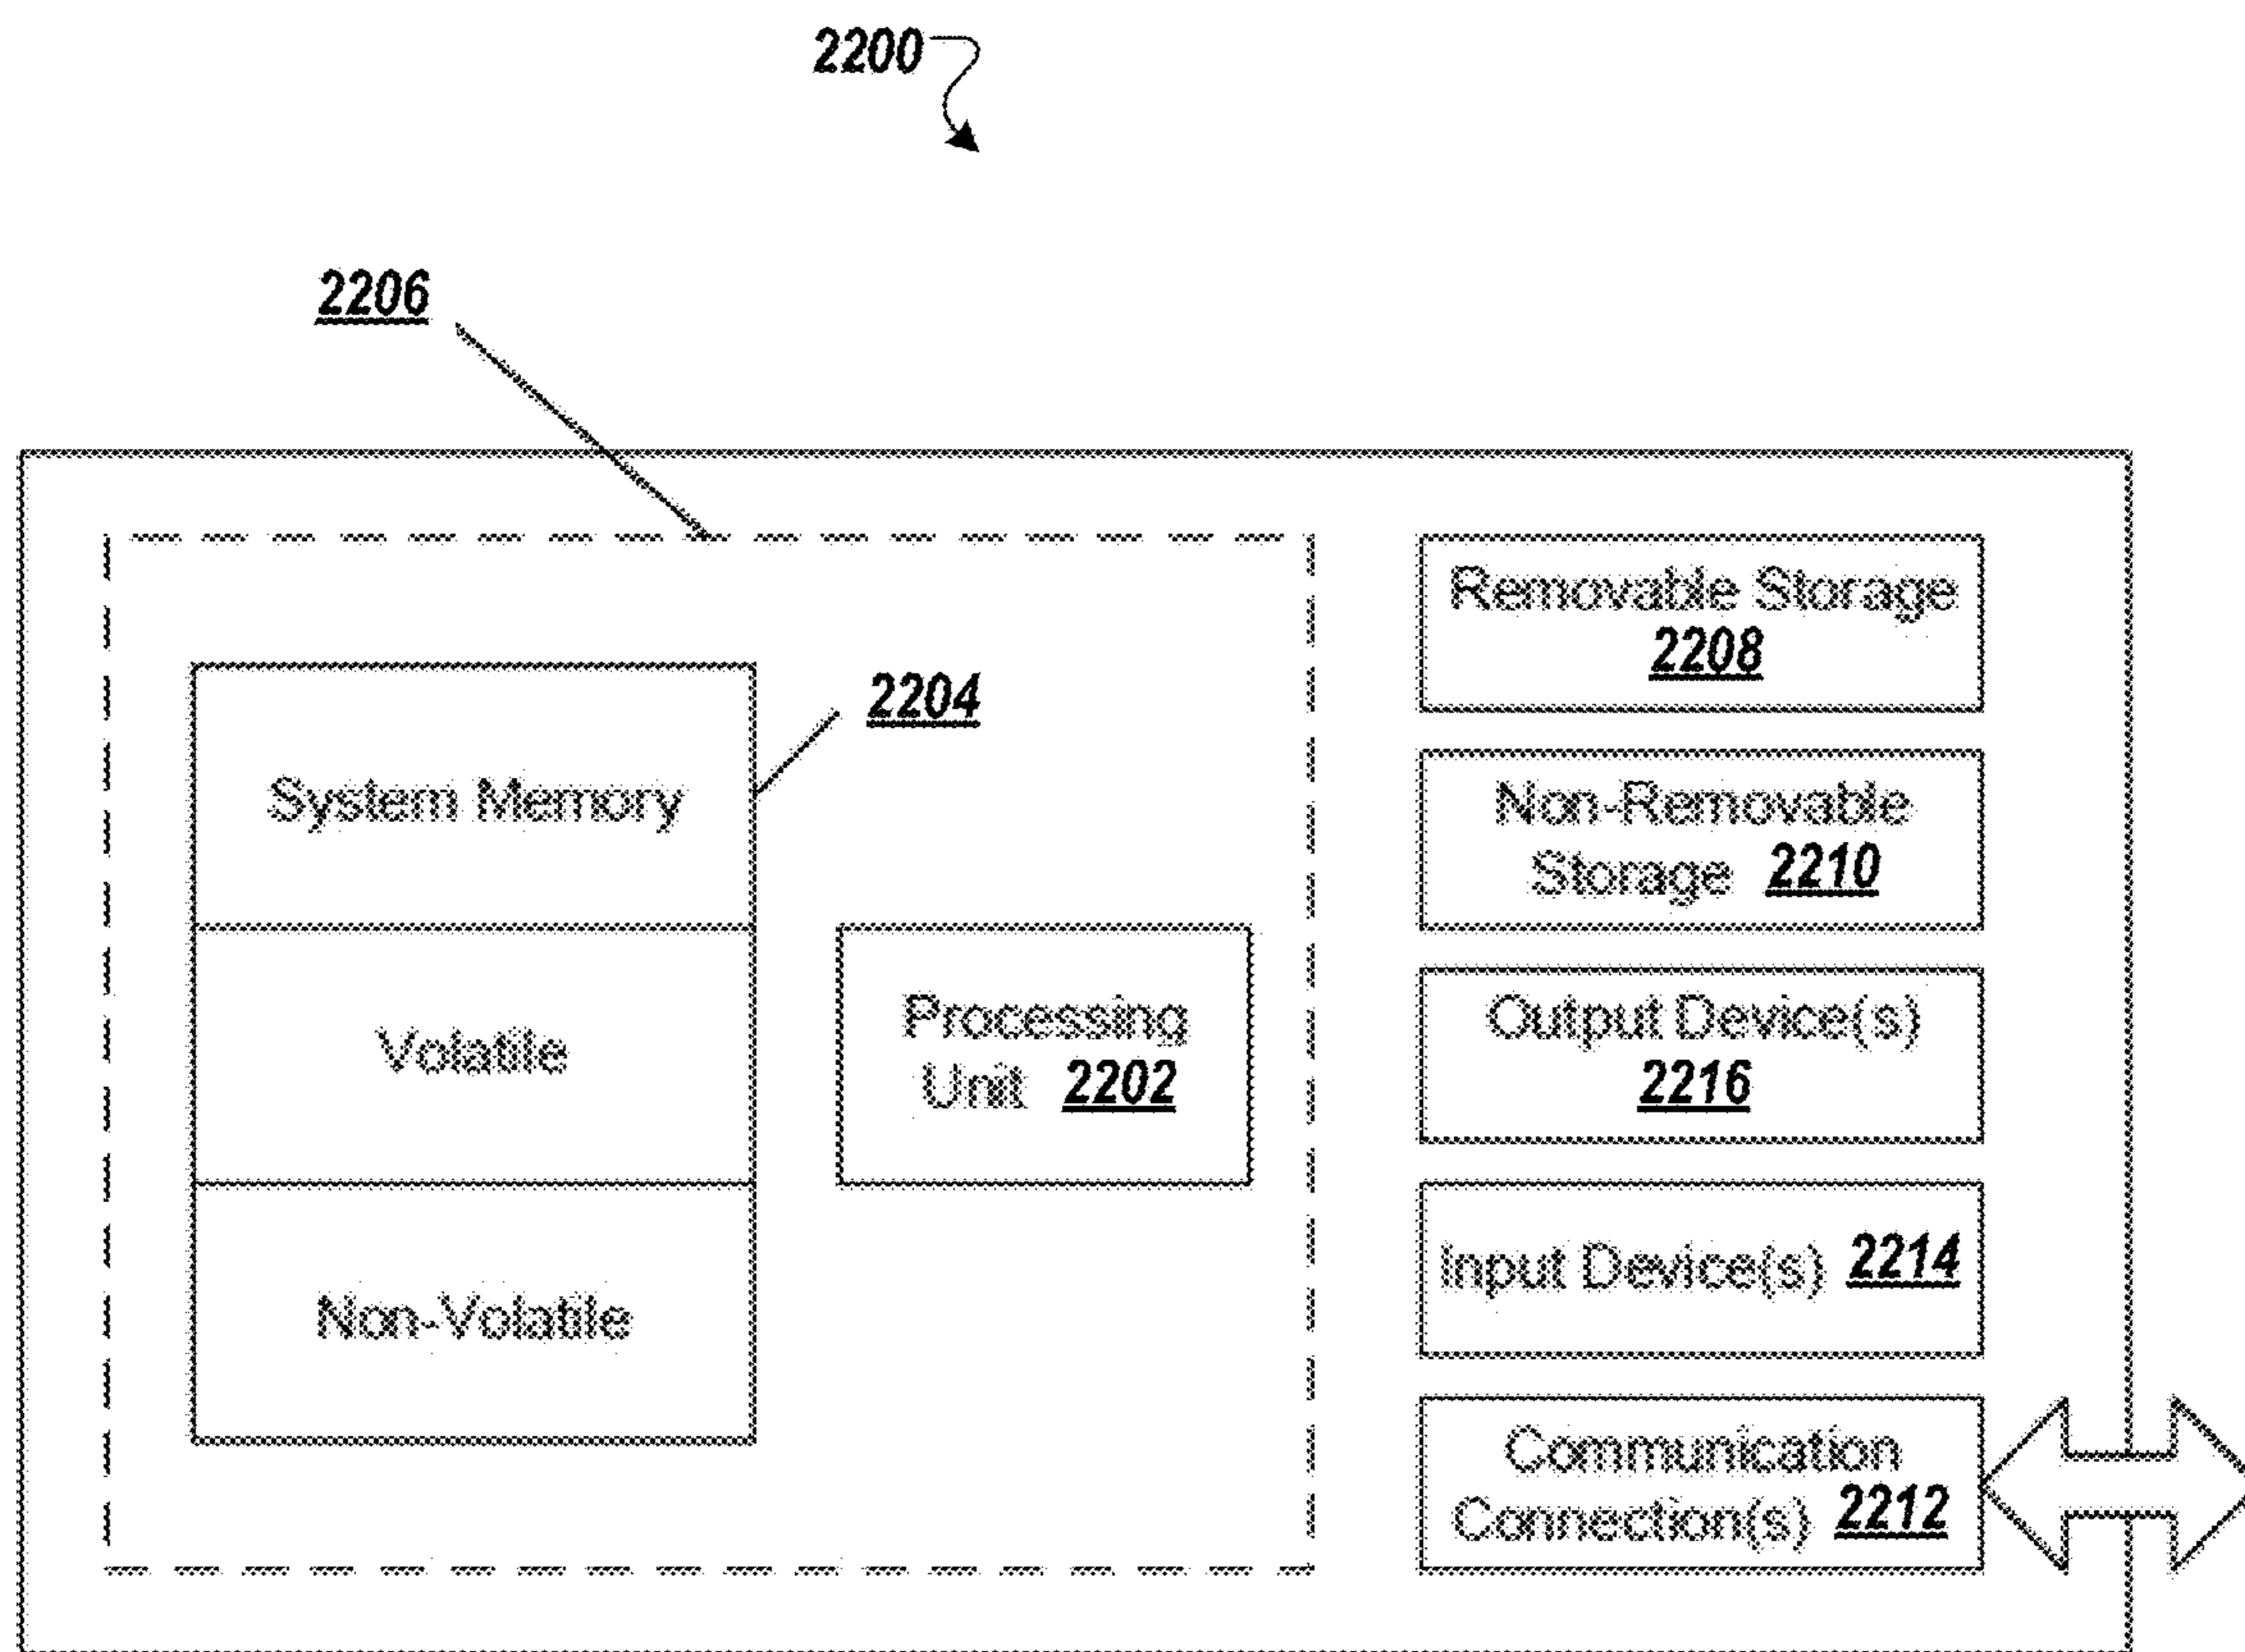 2200
2206
2204
System Memory
Volatile
Non-Volatile
Processing
Unit 2202
Removable Storage
2208
Non-Removable
Storage 2210
Output Device(s)
2216
Input Device(s) 2214
Communication
Connection(s) 2212